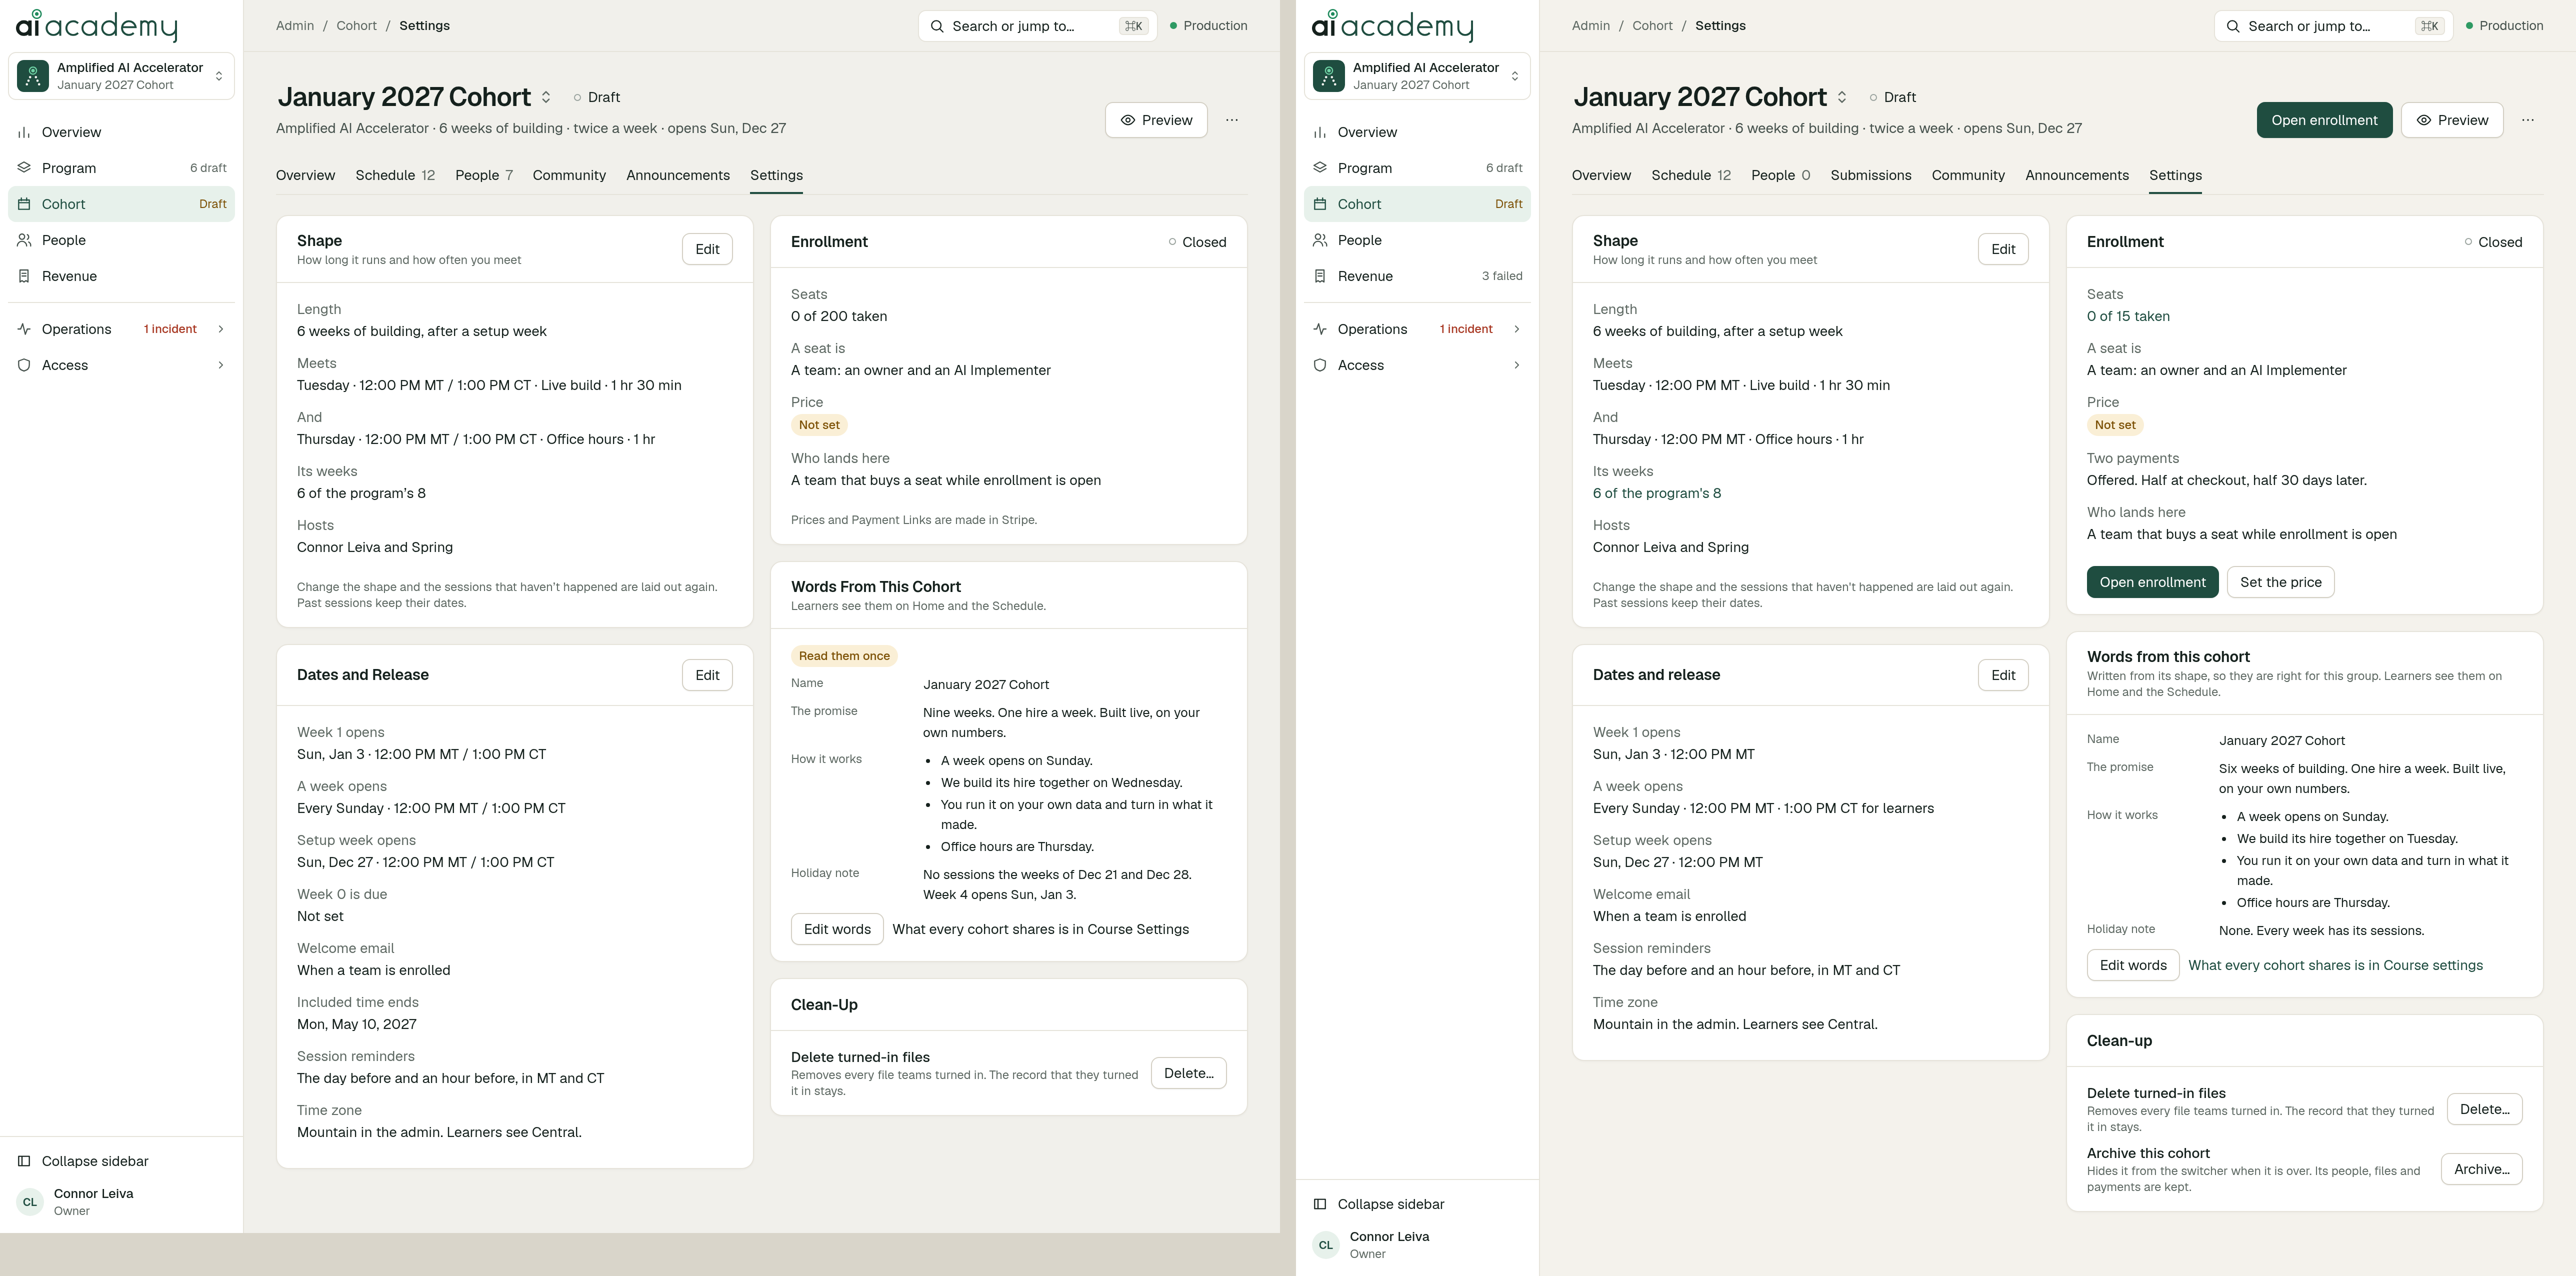 ai academy
Amplified AI Accelerator
January 2027 Cohort
Overview
Program 6 draft
Cohort Draft
People
Revenue
Operations 1 incident
Access
Collapse sidebar
CL
Connor Leiva
Owner
Admin / Cohort / Settings
Search or jump to... ⌘K
Production
January 2027 Cohort
Draft
Amplified AI Accelerator · 6 weeks of building · twice a week · opens Sun, Dec 27
Preview
...
Overview Schedule 12 People 7 Community Announcements Settings
Shape
How long it runs and how often you meet
Edit
Length
6 weeks of building, after a setup week
Meets
Tuesday · 12:00 PM MT / 1:00 PM CT · Live build · 1 hr 30 min
And
Thursday · 12:00 PM MT / 1:00 PM CT · Office hours · 1 hr
Its weeks
6 of the program's 8
Hosts
Connor Leiva and Spring
Change the shape and the sessions that haven't happened are laid out again.
Past sessions keep their dates.
Dates and Release
Edit
Week 1 opens
Sun, Jan 3 · 12:00 PM MT / 1:00 PM CT
A week opens
Every Sunday · 12:00 PM MT / 1:00 PM CT
Setup week opens
Sun, Dec 27 · 12:00 PM MT / 1:00 PM CT
Week 0 is due
Not set
Welcome email
When a team is enrolled
Included time ends
Mon, May 10, 2027
Session reminders
The day before and an hour before, in MT and CT
Time zone
Mountain in the admin. Learners see Central.
Enrollment
Closed
Seats
0 of 200 taken
A seat is
A team: an owner and an AI Implementer
Price
Not set
Who lands here
A team that buys a seat while enrollment is open
Prices and Payment Links are made in Stripe.
Words From This Cohort
Learners see them on Home and the Schedule.
Read them once
Name January 2027 Cohort
The promise Nine weeks. One hire a week. Built live, on your
own numbers.
How it works • A week opens on Sunday.
• We build its hire together on Wednesday.
• You run it on your own data and turn in what it
made.
• Office hours are Thursday.
Holiday note No sessions the weeks of Dec 21 and Dec 28.
Week 4 opens Sun, Jan 3.
Edit words What every cohort shares is in Course Settings
Clean-Up
Delete turned-in files
Removes every file teams turned in. The record that they turned
it in stays.
Delete...
ai academy
Amplified AI Accelerator
January 2027 Cohort
Overview
Program 6 draft
Cohort Draft
People
Revenue 3 failed
Operations 1 incident
Access
Collapse sidebar
CL
Connor Leiva
Owner
Admin / Cohort / Settings
Search or jump to... ⌘K
Production
January 2027 Cohort
Draft
Amplified AI Accelerator · 6 weeks of building · twice a week · opens Sun, Dec 27
Open enrollment
Preview
...
Overview Schedule 12 People 0 Submissions Community Announcements Settings
Shape
How long it runs and how often you meet
Edit
Length
6 weeks of building, after a setup week
Meets
Tuesday · 12:00 PM MT · Live build · 1 hr 30 min
And
Thursday · 12:00 PM MT · Office hours · 1 hr
Its weeks
6 of the program's 8
Hosts
Connor Leiva and Spring
Change the shape and the sessions that haven't happened are laid out again.
Past sessions keep their dates.
Dates and release
Edit
Week 1 opens
Sun, Jan 3 · 12:00 PM MT
A week opens
Every Sunday · 12:00 PM MT · 1:00 PM CT for learners
Setup week opens
Sun, Dec 27 · 12:00 PM MT
Welcome email
When a team is enrolled
Session reminders
The day before and an hour before, in MT and CT
Time zone
Mountain in the admin. Learners see Central.
Enrollment
Closed
Seats
0 of 15 taken
A seat is
A team: an owner and an AI Implementer
Price
Not set
Two payments
Offered. Half at checkout, half 30 days later.
Who lands here
A team that buys a seat while enrollment is open
Open enrollment Set the price
Words from this cohort
Written from its shape, so they are right for this group. Learners see them on
Home and the Schedule.
Name January 2027 Cohort
The promise Six weeks of building. One hire a week. Built live,
on your own numbers.
How it works • A week opens on Sunday.
• We build its hire together on Tuesday.
• You run it on your own data and turn in what it
made.
• Office hours are Thursday.
Holiday note None. Every week has its sessions.
Edit words What every cohort shares is in Course settings
Clean-up
Delete turned-in files
Removes every file teams turned in. The record that they turned
it in stays.
Delete...
Archive this cohort
Hides it from the switcher when it is over. Its people, files and
payments are kept.
Archive...